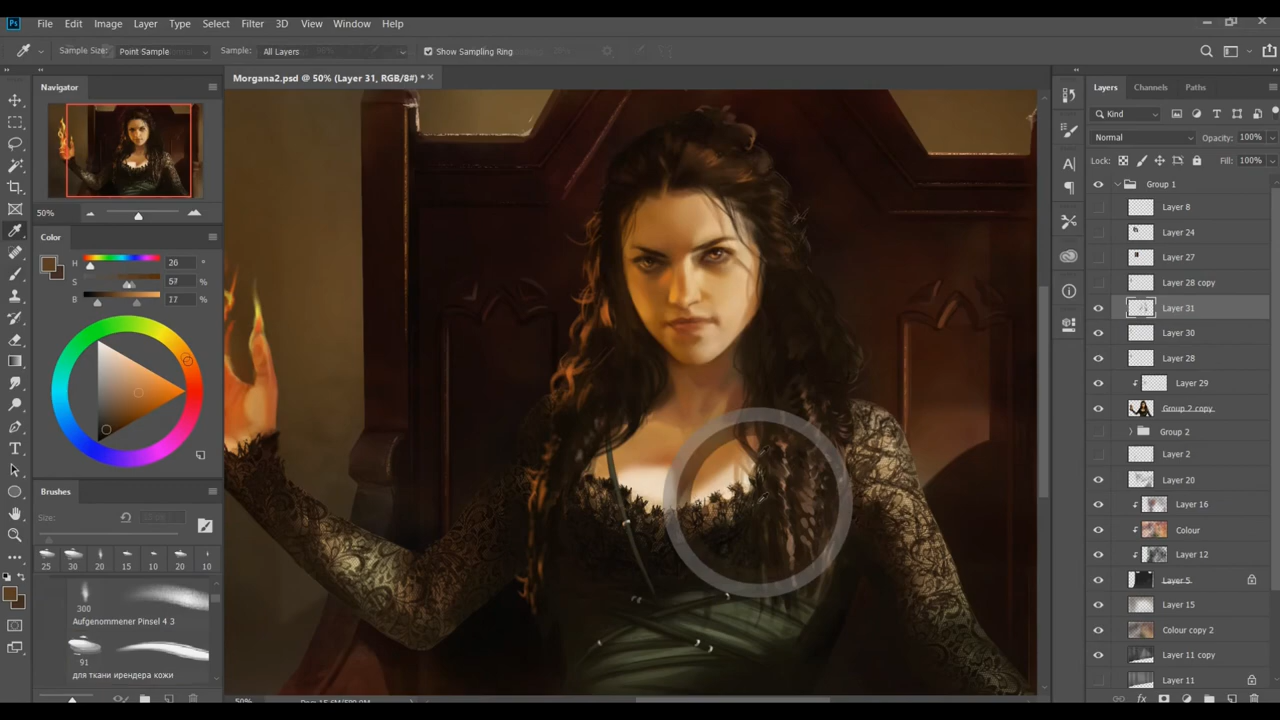 Ps File Edit Image Layer Type Select Filter 3D View Window Help
Sample Size: Point Sample Sample: All Layers Show Sampling Ring
Navigator
Morgana2.psd @ 50% (Layer 31, RGB/8#) *
Layers Channels Paths
Kind
Normal Opacity: 100%
Lock: Fill: 100%
50%
Color
H 26 °
S 57 %
B %
Group 1
Layer 8
Layer 24
Layer 27
Layer 28 copy
Layer 31
Layer 30
Layer 28
Layer 29
Group 2 copy
Group 2
Layer 2
Layer 20
Layer 16
Colour
Layer 12
Layer 5
Layer 15
Colour copy 2
Layer 11 copy
Layer 11
Brushes
Size:
25 30 20 15 10 20 10
300
Aufgenommener Pinsel 4 3
91
для ткани ирендера кожи
50%